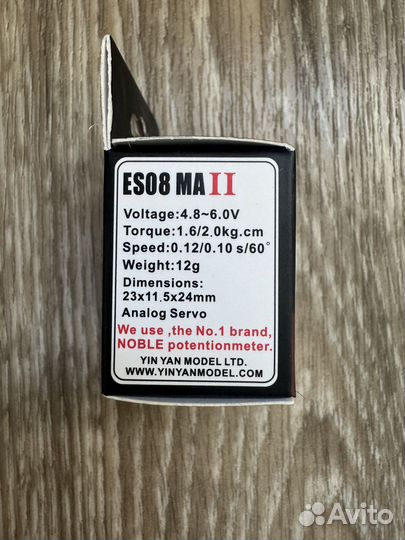 ES08 MA II
Voltage:4.8~6.0V
Torque:1.6/2.0kg.cm
Speed:0.12/0.10 s/60°
Weight:12g
Dimensions:
23x11.5x24mm
Analog Servo
We use ,the No.1 brand,
NOBLE potentionmeter.
YIN YAN MODEL LTD.
WWW.YINYANMODEL.COM
Avito